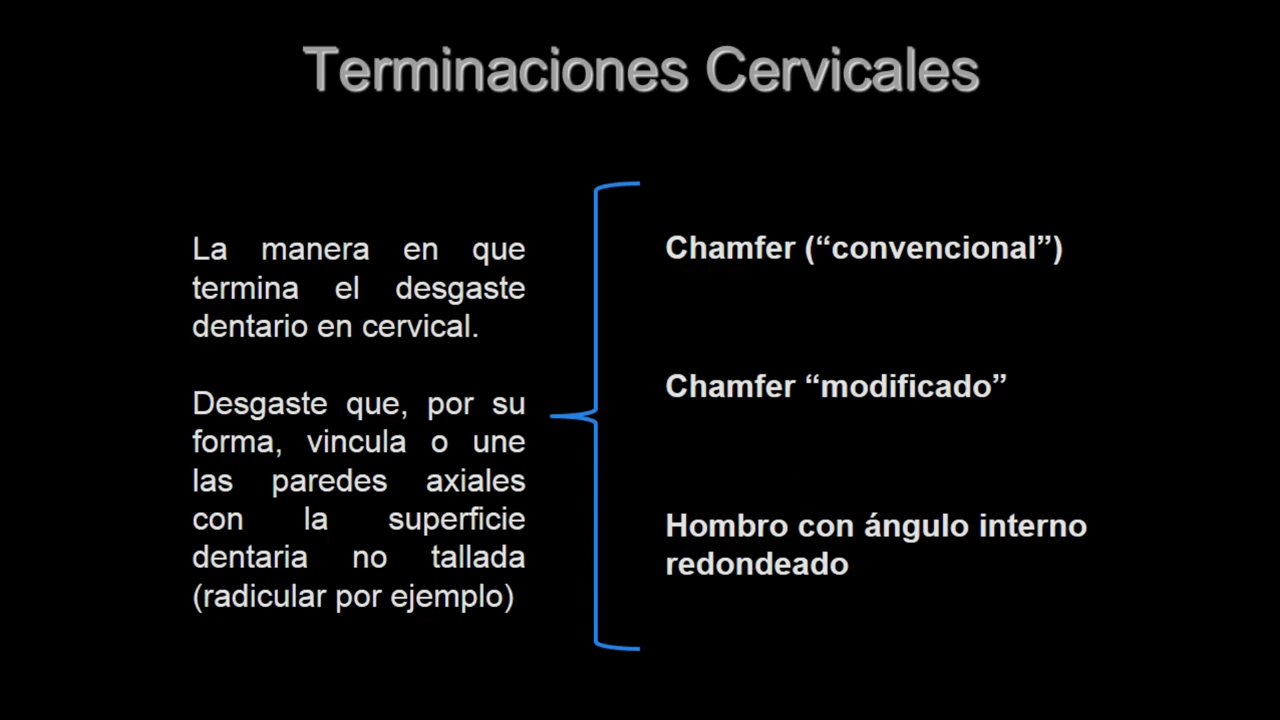 Terminaciones Cervicales
La manera en que
termina el desgaste
dentario en cervical.
Desgaste que, por su
forma, vincula o une
las paredes axiales
con la superficie
dentaria no tallada
(radicular por ejemplo)
Chamfer (“convencional”)
Chamfer “modificado”
Hombro con ángulo interno
redondeado